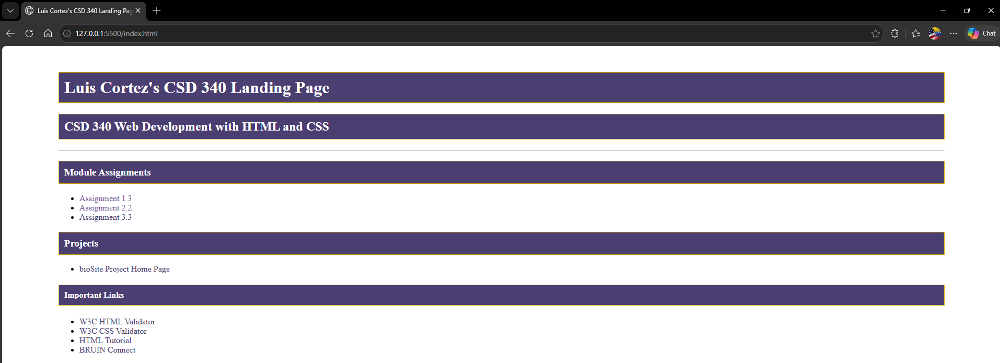 Luis Cortez's CSD 340 Landing Pag
127.0.0.1:5500/index.html
Chat
Luis Cortez's CSD 340 Landing Page
CSD 340 Web Development with HTML and CSS
Module Assignments
Assignment 1.3
Assignment 2.2
Assignment 3.3
Projects
bioSite Project Home Page
Important Links
W3C HTML Validator
W3C CSS Validator
HTML Tutorial
BRUIN Connect